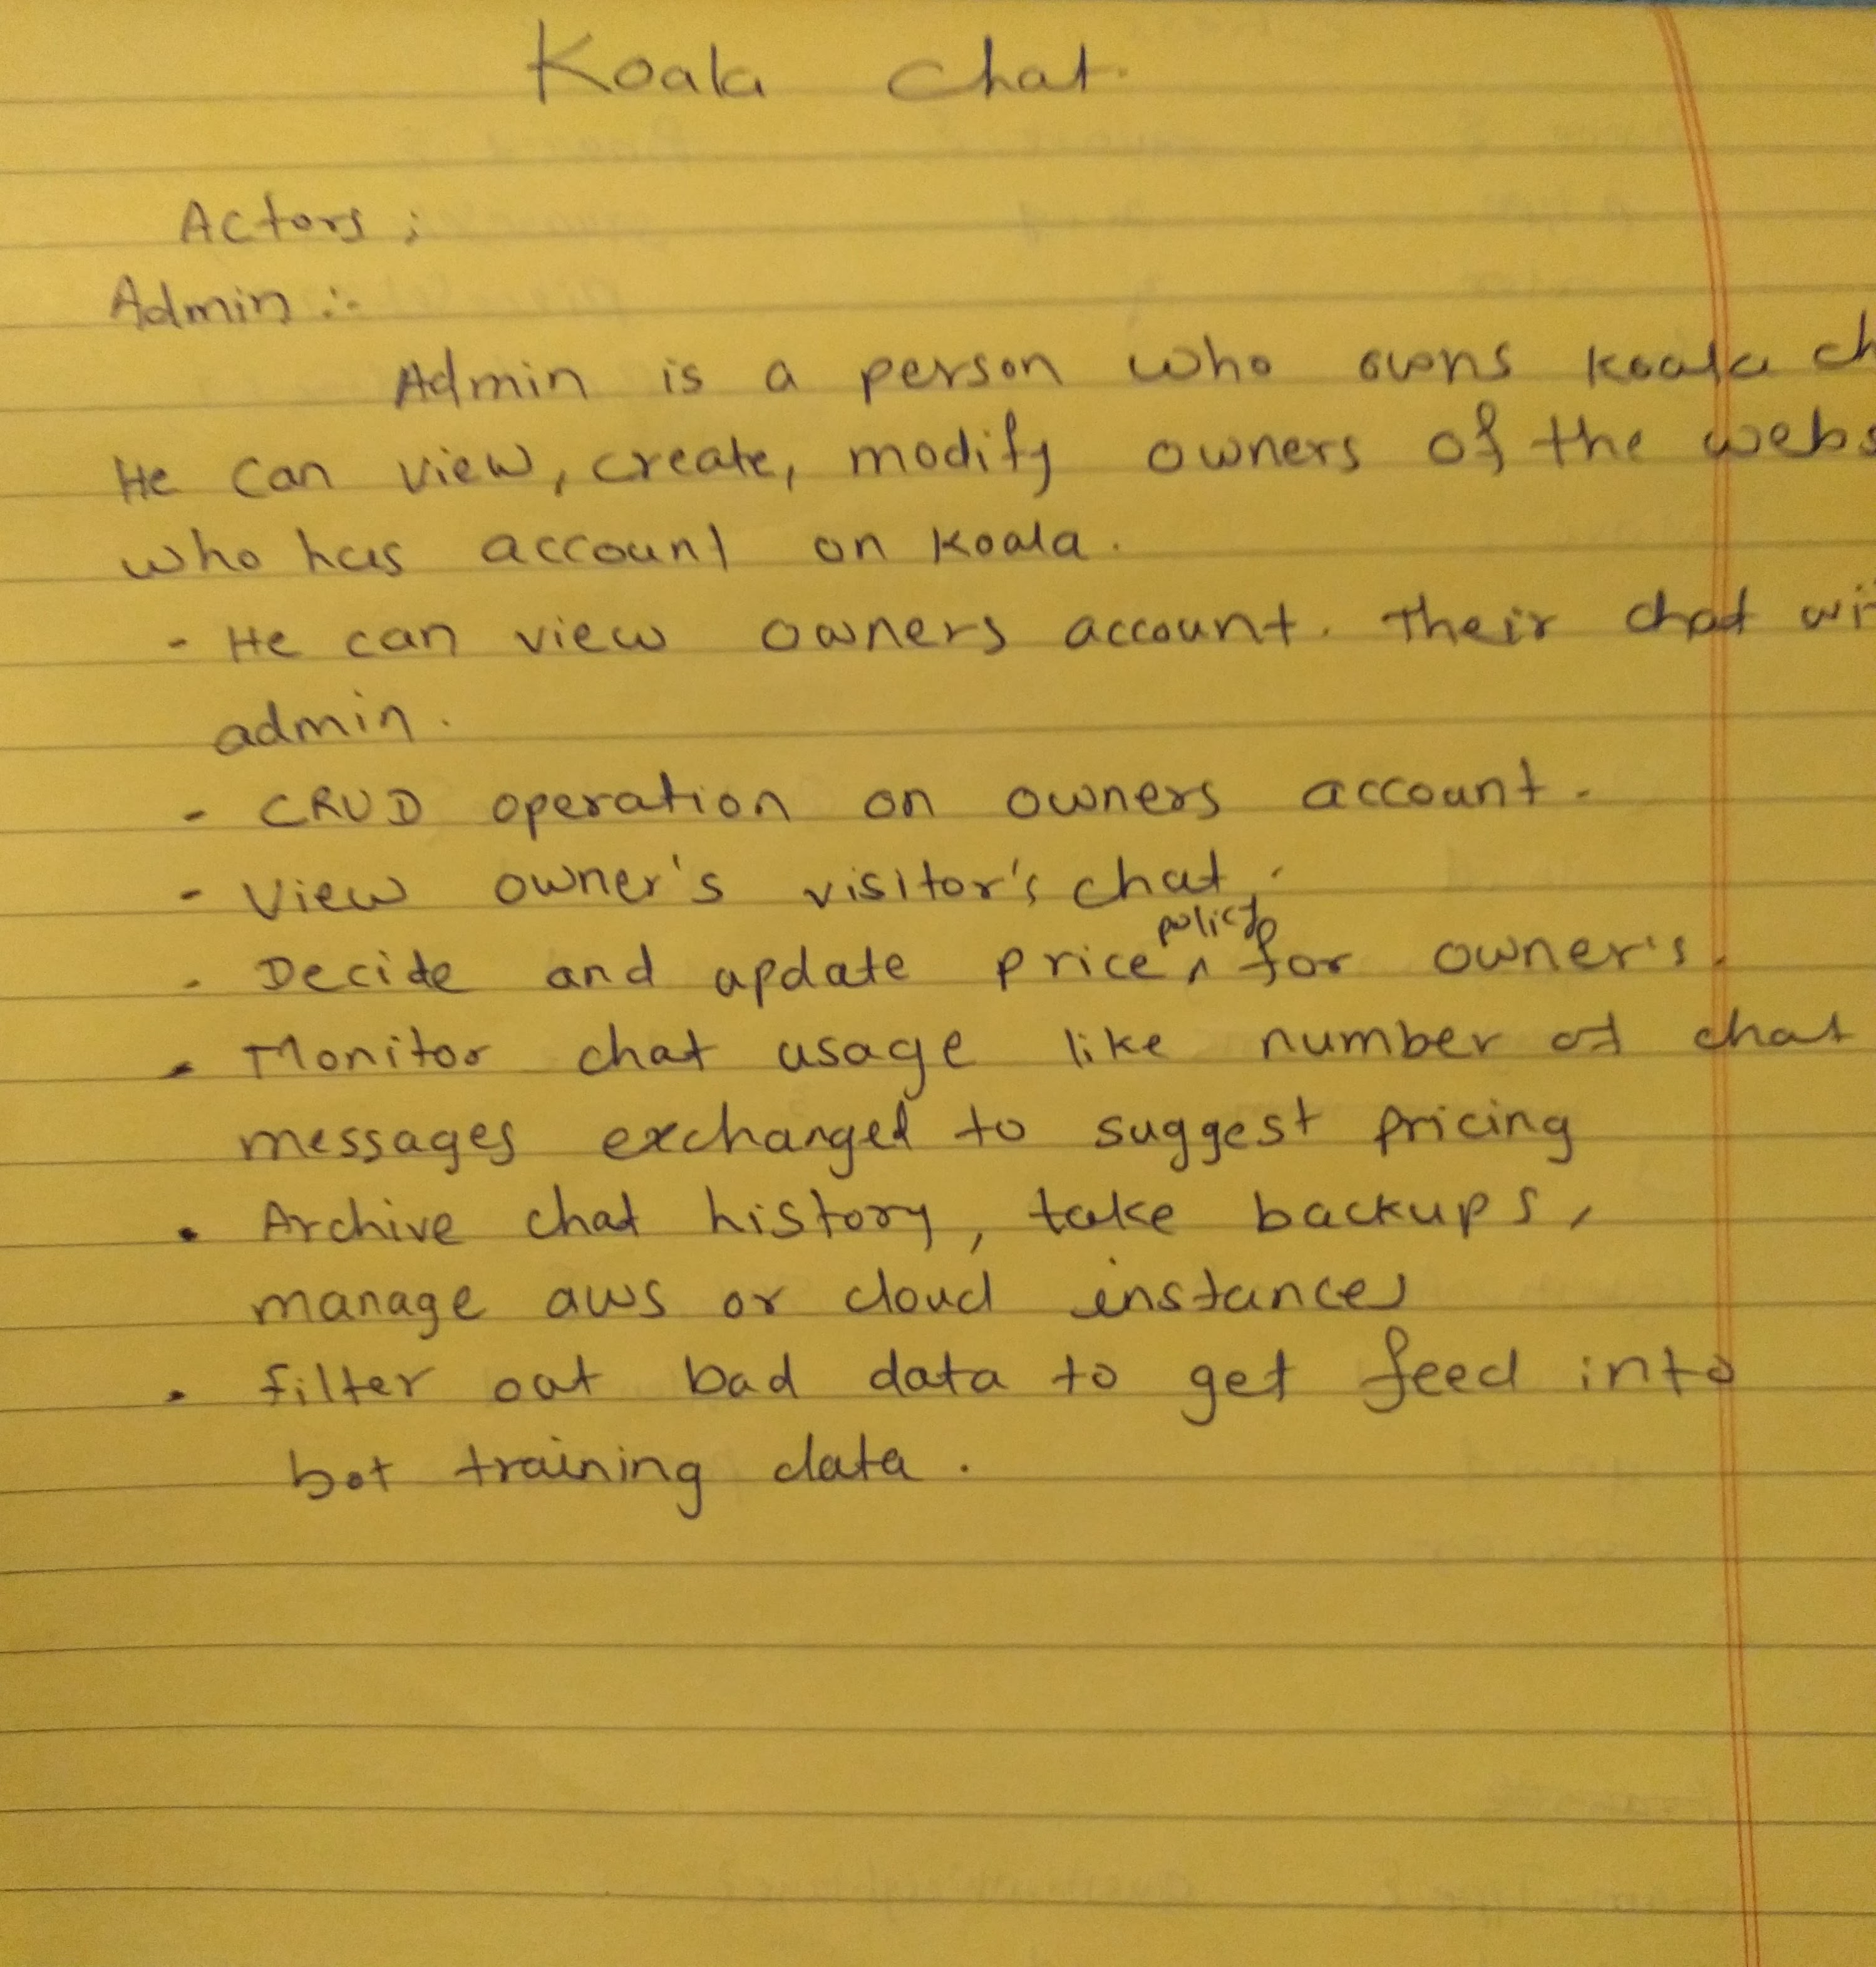 Koala chat.
Actors ;
Admin :-
Admin is a person who owns koala ch
He can view, create, modify owners of the webs
who has account on Koala.
- He can view owners account. Their chat wi
admin.
- CRUD operation on owners account.
- View owner's visitor's chat.
- Decide and update price policy for owner's.
- Monitor chat usage like number of chat
messages exchanged to suggest pricing
• Archive chat history, take backups,
manage aws or cloud instances
• filter out bad data to get feed into
bot training data.